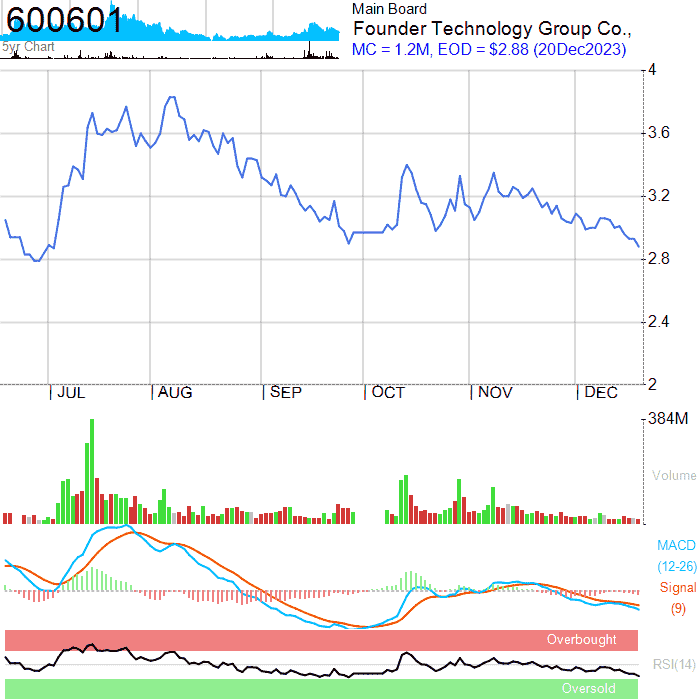 600601
5yr Chart
Main Board
Founder Technology Group Co.,
MC = 1.2M, EOD = $2.88 (20Dec2023)
4
3.6
3.2
2.8
2.4
2
JUL AUG SEP OCT NOV DEC
384M
Volume
MACD
(12-26)
Signal
(9)
Overbought
RSI(14)
Oversold